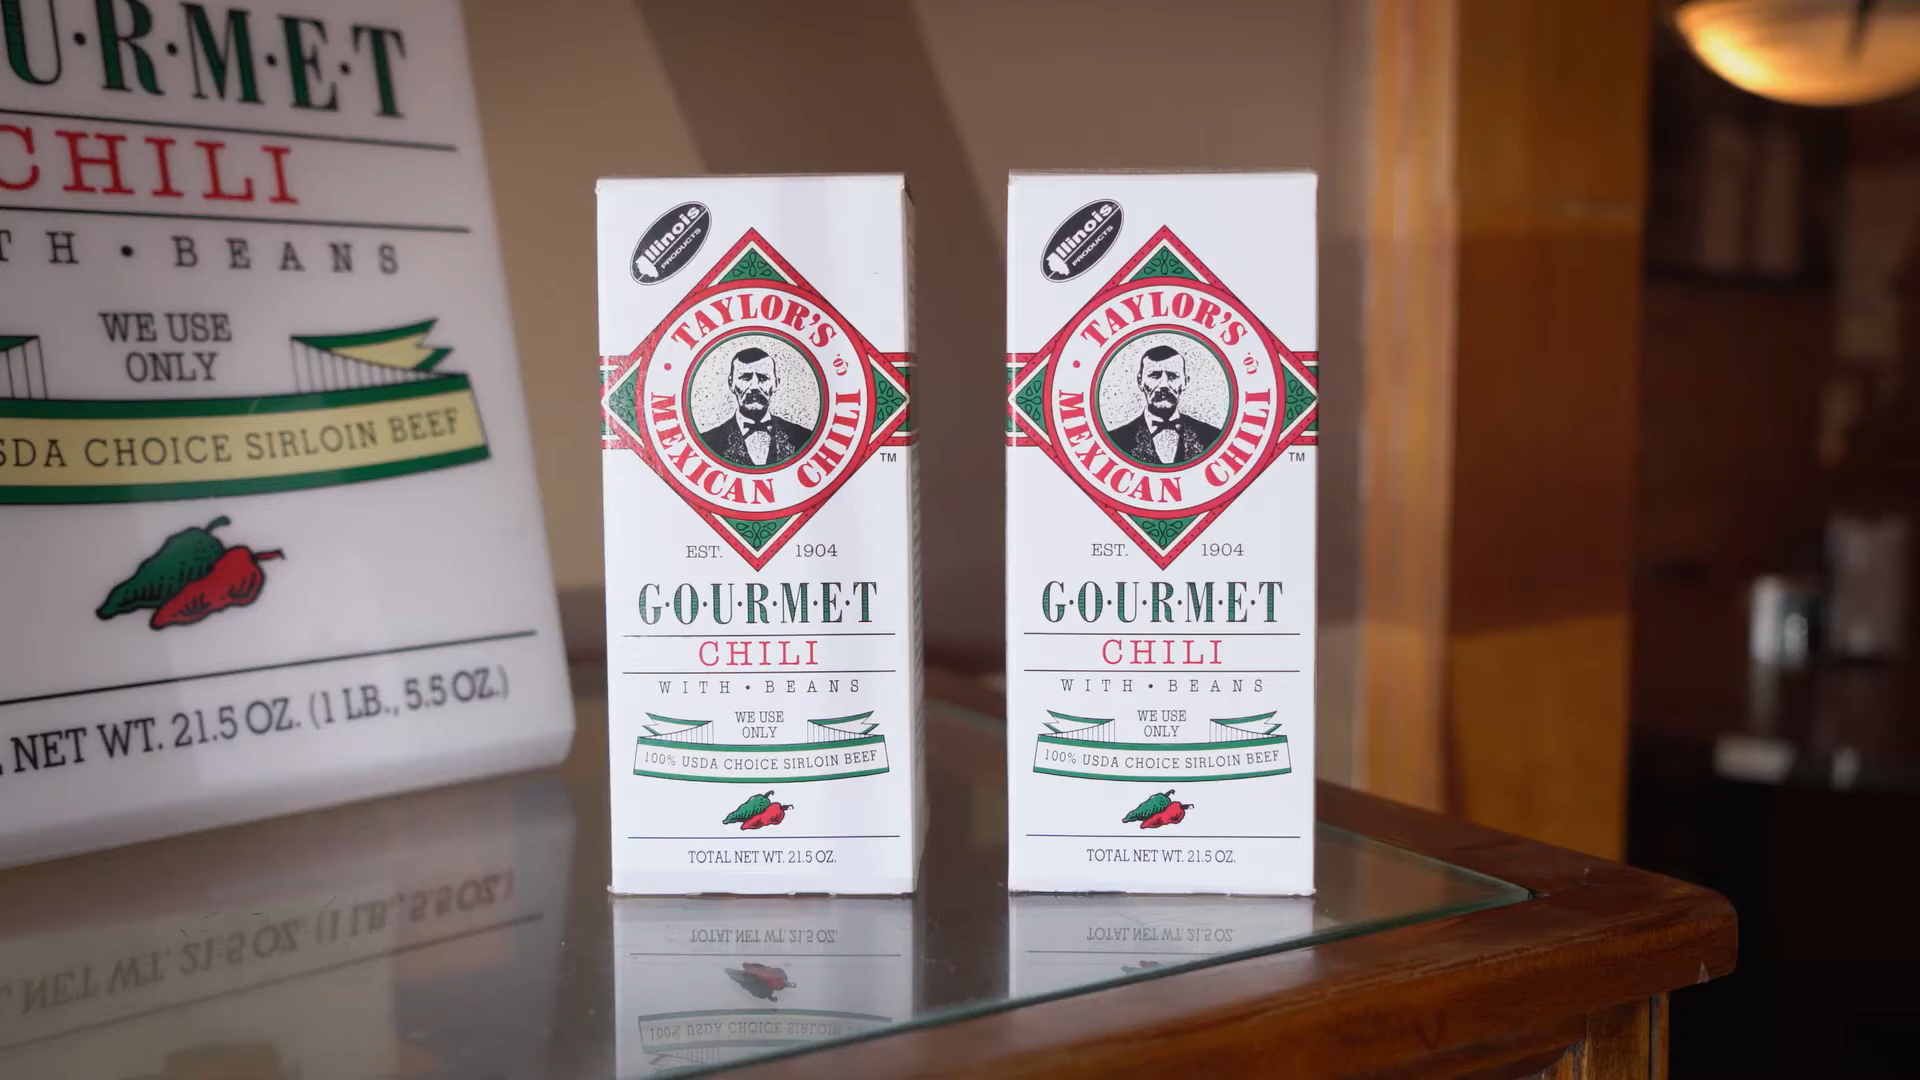 U·R·M·E·T
CHILI
TH • BEANS
WE USE
ONLY
USDA CHOICE SIRLOIN BEEF
NET WT. 21.5 OZ. (1 LB., 5.5 OZ.)
Illinois
PRODUCTS
• TAYLOR'S CO.
MEXICAN CHILI
TM
EST. 1904
G·O·U·R·M·E·T
CHILI
WITH • BEANS
WE USE
ONLY
100% USDA CHOICE SIRLOIN BEEF
TOTAL NET WT. 21.5 OZ.
Illinois
PRODUCTS
• TAYLOR'S CO.
MEXICAN CHILI
TM
EST. 1904
G·O·U·R·M·E·T
CHILI
WITH • BEANS
WE USE
ONLY
100% USDA CHOICE SIRLOIN BEEF
TOTAL NET WT. 21.5 OZ.